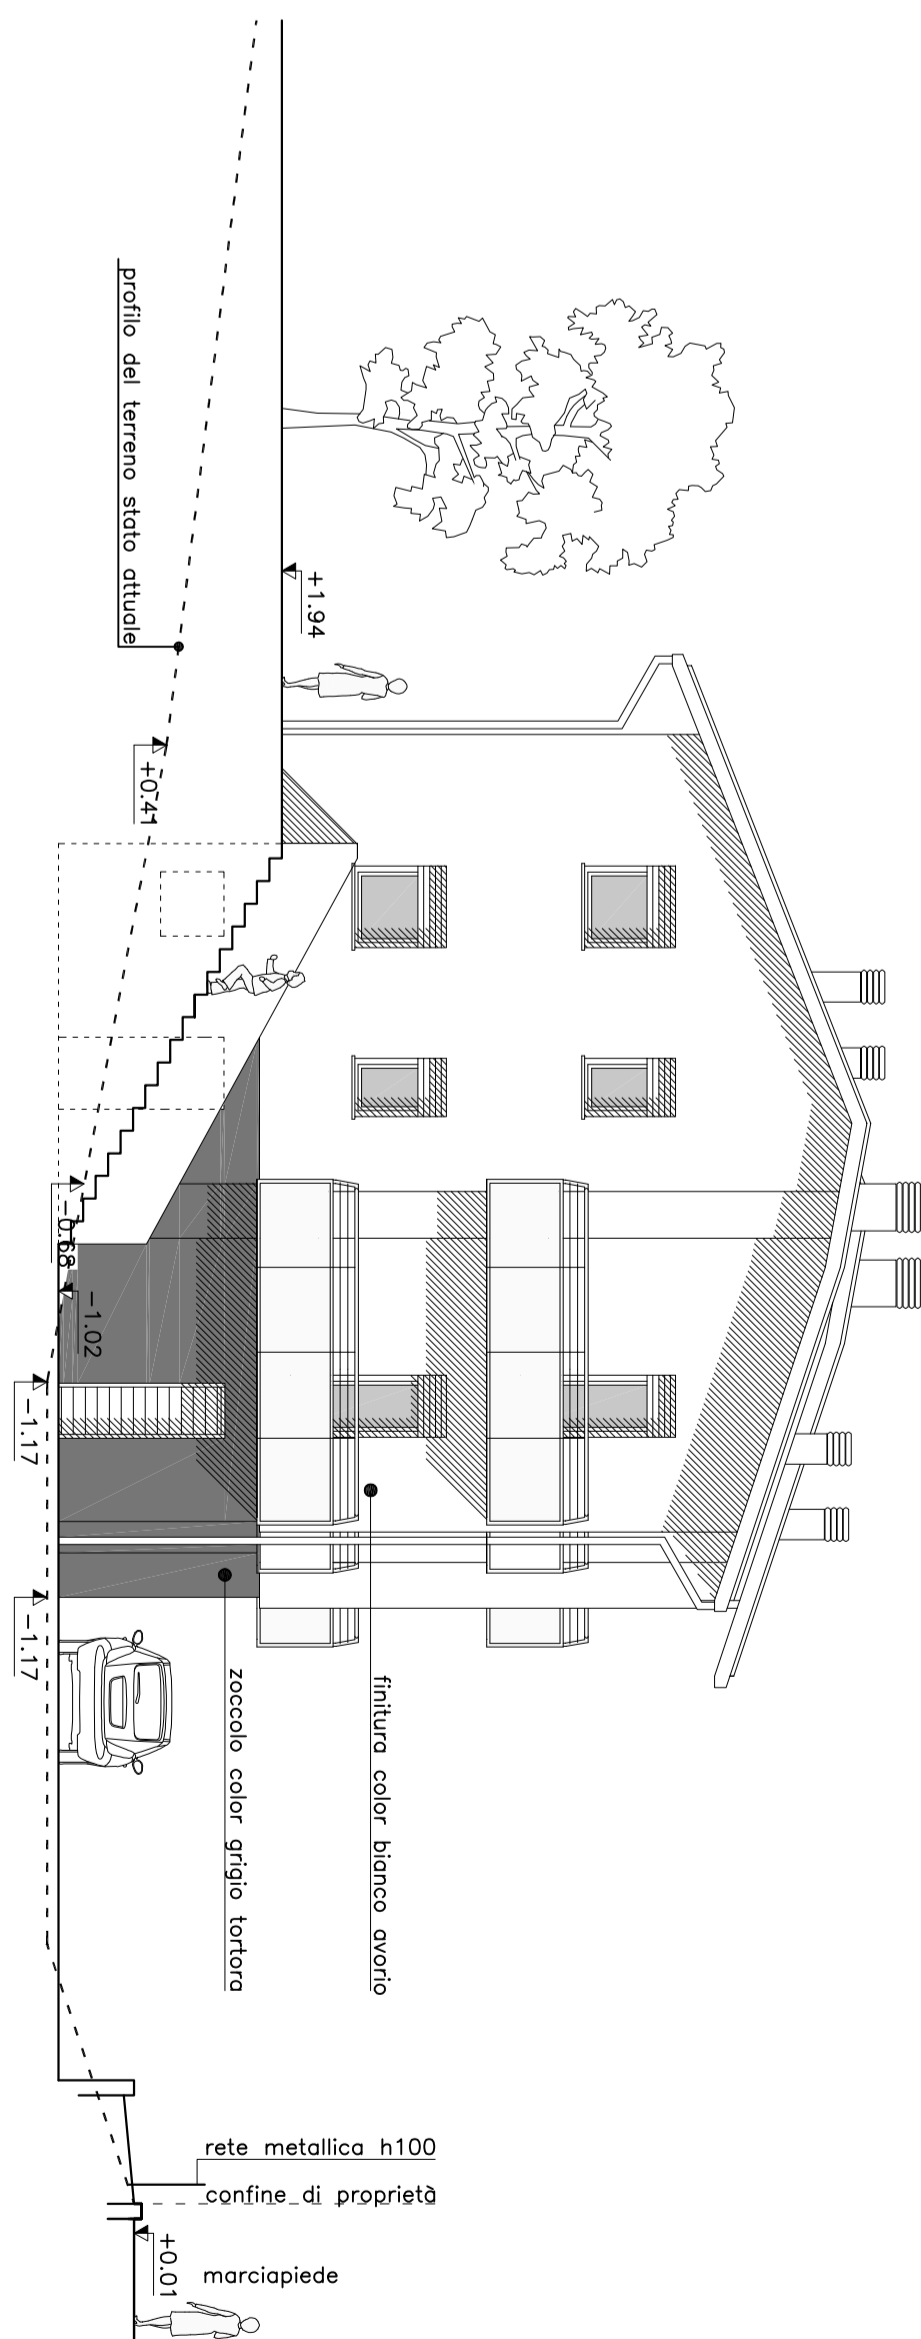 profilo del terreno stato attuale
+1.94
+0.41
-0.68
-1.02
-1.17
-1.17
finitura color bianco avorio
zoccolo color grigio tortora
rete metallica h100
confine di proprietà
+0.01
marciapiede